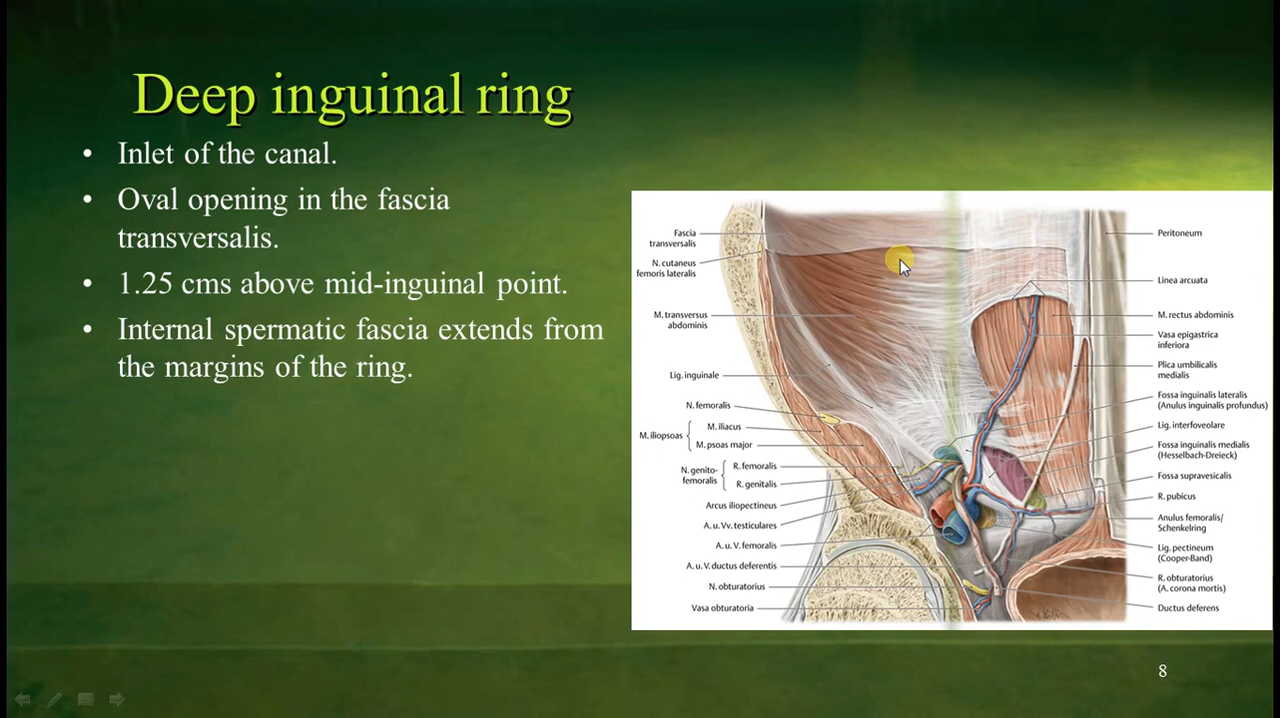 Deep inguinal ring
• Inlet of the canal.
• Oval opening in the fascia
transversalis.
• 1.25 cms above mid-inguinal point.
• Internal spermatic fascia extends from
the margins of the ring.
Fascia
transversalis
N. cutaneus
femoris lateralis
M. transversus
abdominis
Lig. inguinale
N. femoralis
M. iliopsoas
M. iliacus
M. psoas major
N. genito-
femoralis
R. femoralis
R. genitalis
Arcus iliopectineus
A. u. Vv. testiculares
A. u. V. femoralis
A. u. V. ductus deferentis
N. obturatorius
Vasa obturatoria
Peritoneum
Linea arcuata
M. rectus abdominis
Vasa epigastrica
inferiora
Plica umbilicalis
medialis
Fossa inguinalis lateralis
(Anulus inguinalis profundus)
Lig. interfoveolare
Fossa inguinalis medialis
(Hesselbach-Dreieck)
Fossa supravesicalis
R. pubicus
Anulus femoralis/
Schenkelring
Lig. pectineum
(Cooper-Band)
R. obturatorius
(A. corona mortis)
Ductus deferens
8